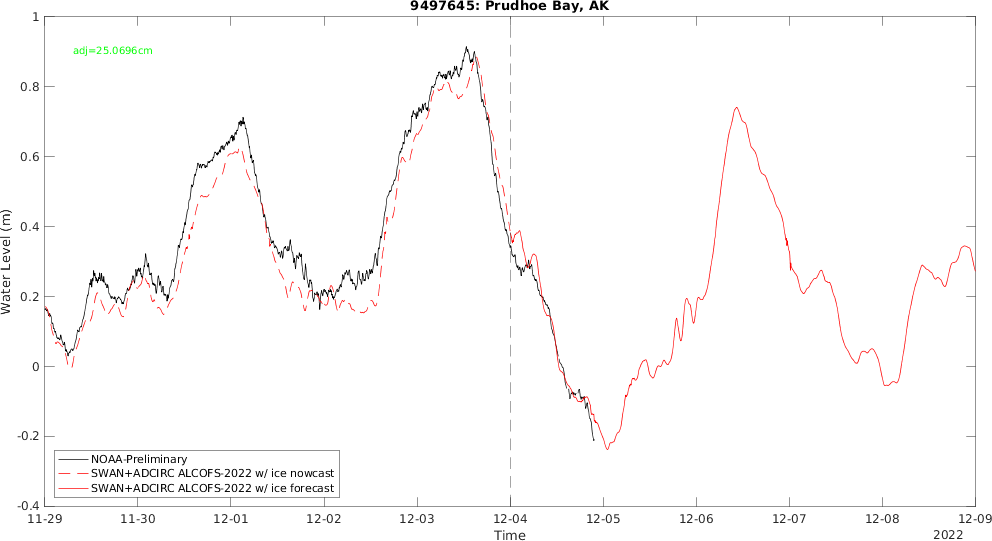 9497645: Prudhoe Bay, AK
adj=25.0696cm
1
0.8
0.6
0.4
0.2
0
-0.2
-0.4
Water Level (m)
NOAA-Preliminary
SWAN+ADCIRC ALCOFS-2022 w/ ice nowcast
SWAN+ADCIRC ALCOFS-2022 w/ ice forecast
11-29 11-30 12-01 12-02 12-03 12-04 12-05 12-06 12-07 12-08 12-09
Time
2022